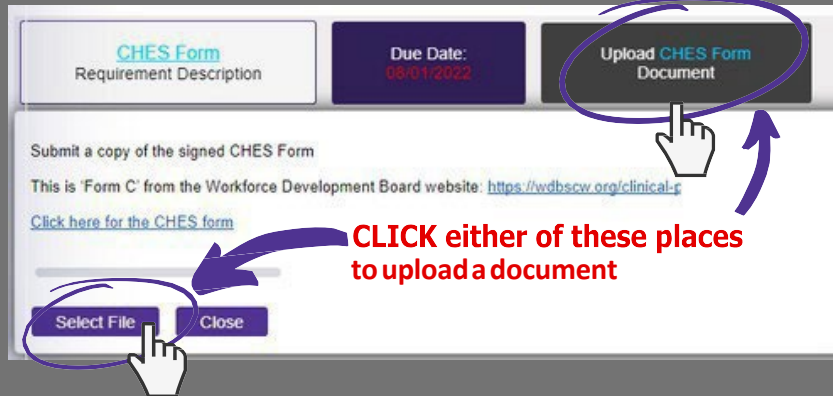 CHES Form
Requirement Description
Due Date:
08/01/2022
Upload CHES Form
Document
Submit a copy of the signed CHES Form
This is 'Form C' from the Workforce Development Board website: https://wdbscw.org/clinical-p
Click here for the CHES form
CLICK either of these places
to upload a document
Select File
Close